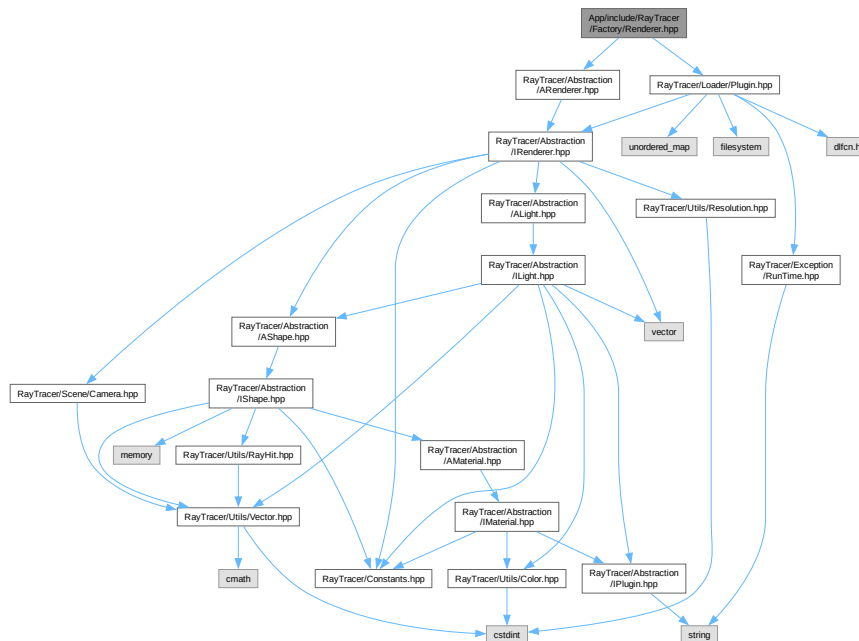 App/include/RayTracer
/Factory/Renderer.hpp
RayTracer/Abstraction
/ARenderer.hpp
RayTracer/Loader/Plugin.hpp
RayTracer/Abstraction
/IRenderer.hpp
unordered_map
filesystem
dlfcn.h
RayTracer/Abstraction
/ALight.hpp
RayTracer/Utils/Resolution.hpp
RayTracer/Abstraction
/ILight.hpp
RayTracer/Exception
/RunTime.hpp
RayTracer/Abstraction
/AShape.hpp
vector
RayTracer/Scene/Camera.hpp
RayTracer/Abstraction
/IShape.hpp
memory
RayTracer/Utils/RayHit.hpp
RayTracer/Abstraction
/AMaterial.hpp
RayTracer/Utils/Vector.hpp
RayTracer/Abstraction
/IMaterial.hpp
cmath
RayTracer/Constants.hpp
RayTracer/Utils/Color.hpp
RayTracer/Abstraction
/IPlugin.hpp
cstdint
string